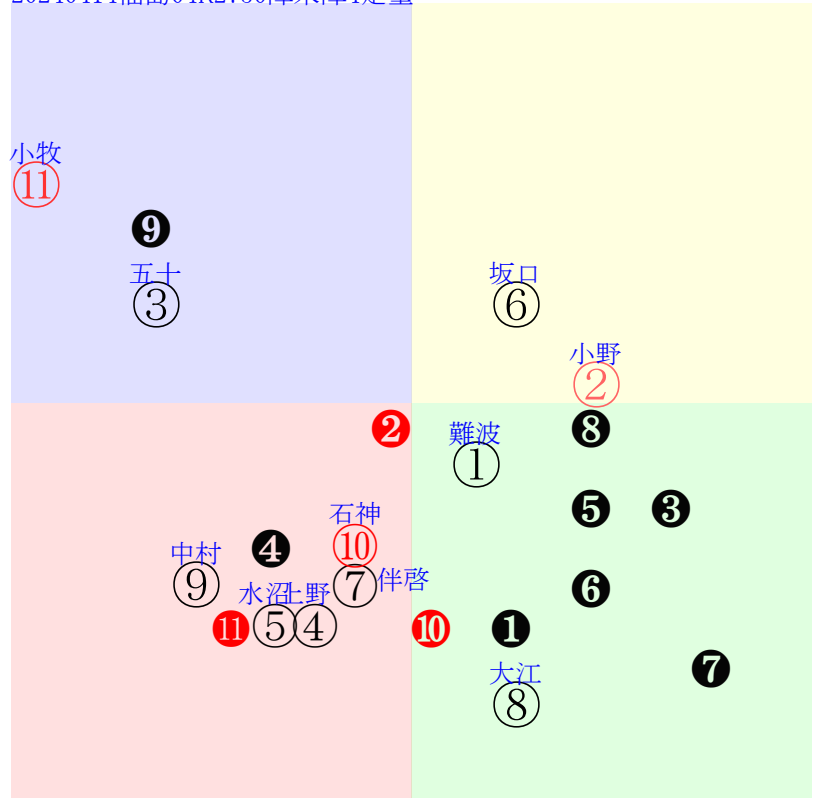 小牧
⑪
❾
五十
③
坂口
⑥
小野
②
❷
❽
難波
①
❺
❸
石神
⑩
❹
中村
⑨
⑦
伴啓
❻
水沼
上野
⑤
④
⓫
❿
❶
❼
大江
⑧